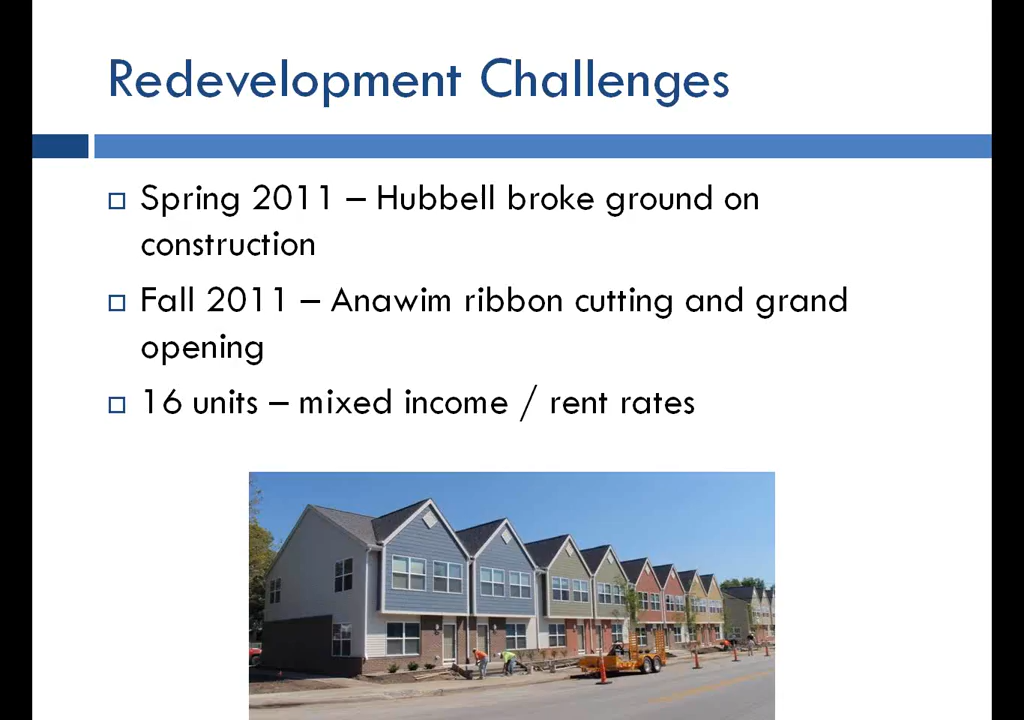 Redevelopment Challenges
Spring 2011 – Hubbell broke ground on
construction
Fall 2011 – Anawim ribbon cutting and grand
opening
16 units – mixed income / rent rates